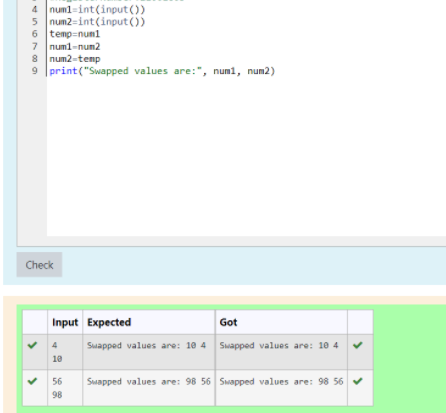 4 num1=int(input())
5 num2=int(input())
6 temp=num1
7 num1=num2
8 num2=temp
9 print("Swapped values are:", num1, num2)
Check
Input Expected Got
4 Swapped values are: 10 4 Swapped values are: 10 4
10
56 Swapped values are: 98 56 Swapped values are: 98 56
98